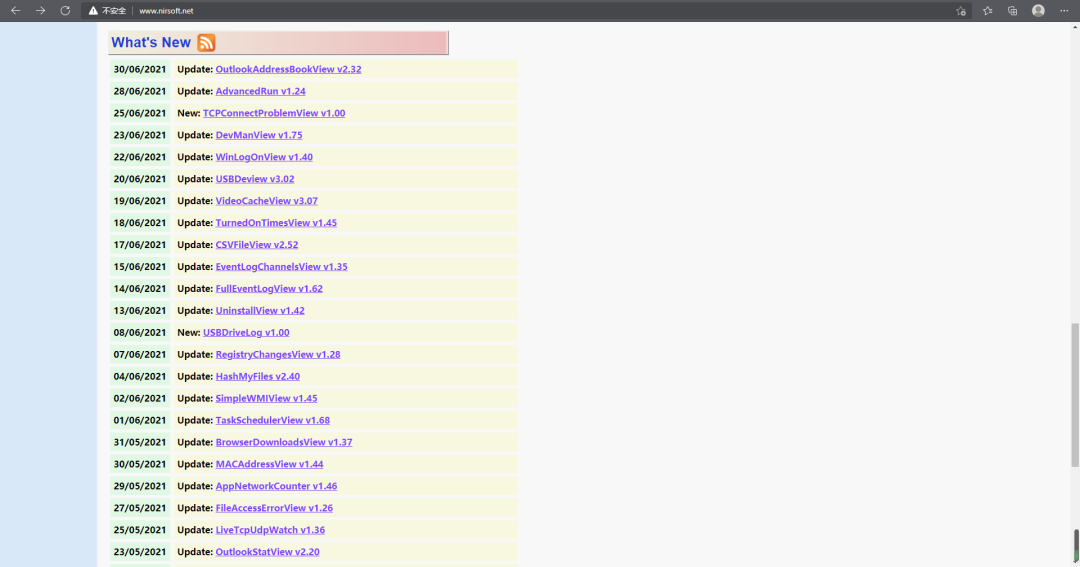 不安全 www.nirsoft.net
What's New
30/06/2021 Update: OutlookAddressBookView v2.32
28/06/2021 Update: AdvancedRun v1.24
25/06/2021 New: TCPConnectProblemView v1.00
23/06/2021 Update: DevManView v1.75
22/06/2021 Update: WinLogOnView v1.40
20/06/2021 Update: USBDeview v3.02
19/06/2021 Update: VideoCacheView v3.07
18/06/2021 Update: TurnedOnTimesView v1.45
17/06/2021 Update: CSVFileView v2.52
15/06/2021 Update: EventLogChannelsView v1.35
14/06/2021 Update: FullEventLogView v1.62
13/06/2021 Update: UninstallView v1.42
08/06/2021 New: USBDriveLog v1.00
07/06/2021 Update: RegistryChangesView v1.28
04/06/2021 Update: HashMyFiles v2.40
02/06/2021 Update: SimpleWMIView v1.45
01/06/2021 Update: TaskSchedulerView v1.68
31/05/2021 Update: BrowserDownloadsView v1.37
30/05/2021 Update: MACAddressView v1.44
29/05/2021 Update: AppNetworkCounter v1.46
27/05/2021 Update: FileAccessErrorView v1.26
25/05/2021 Update: LiveTcpUdpWatch v1.36
23/05/2021 Update: OutlookStatView v2.20